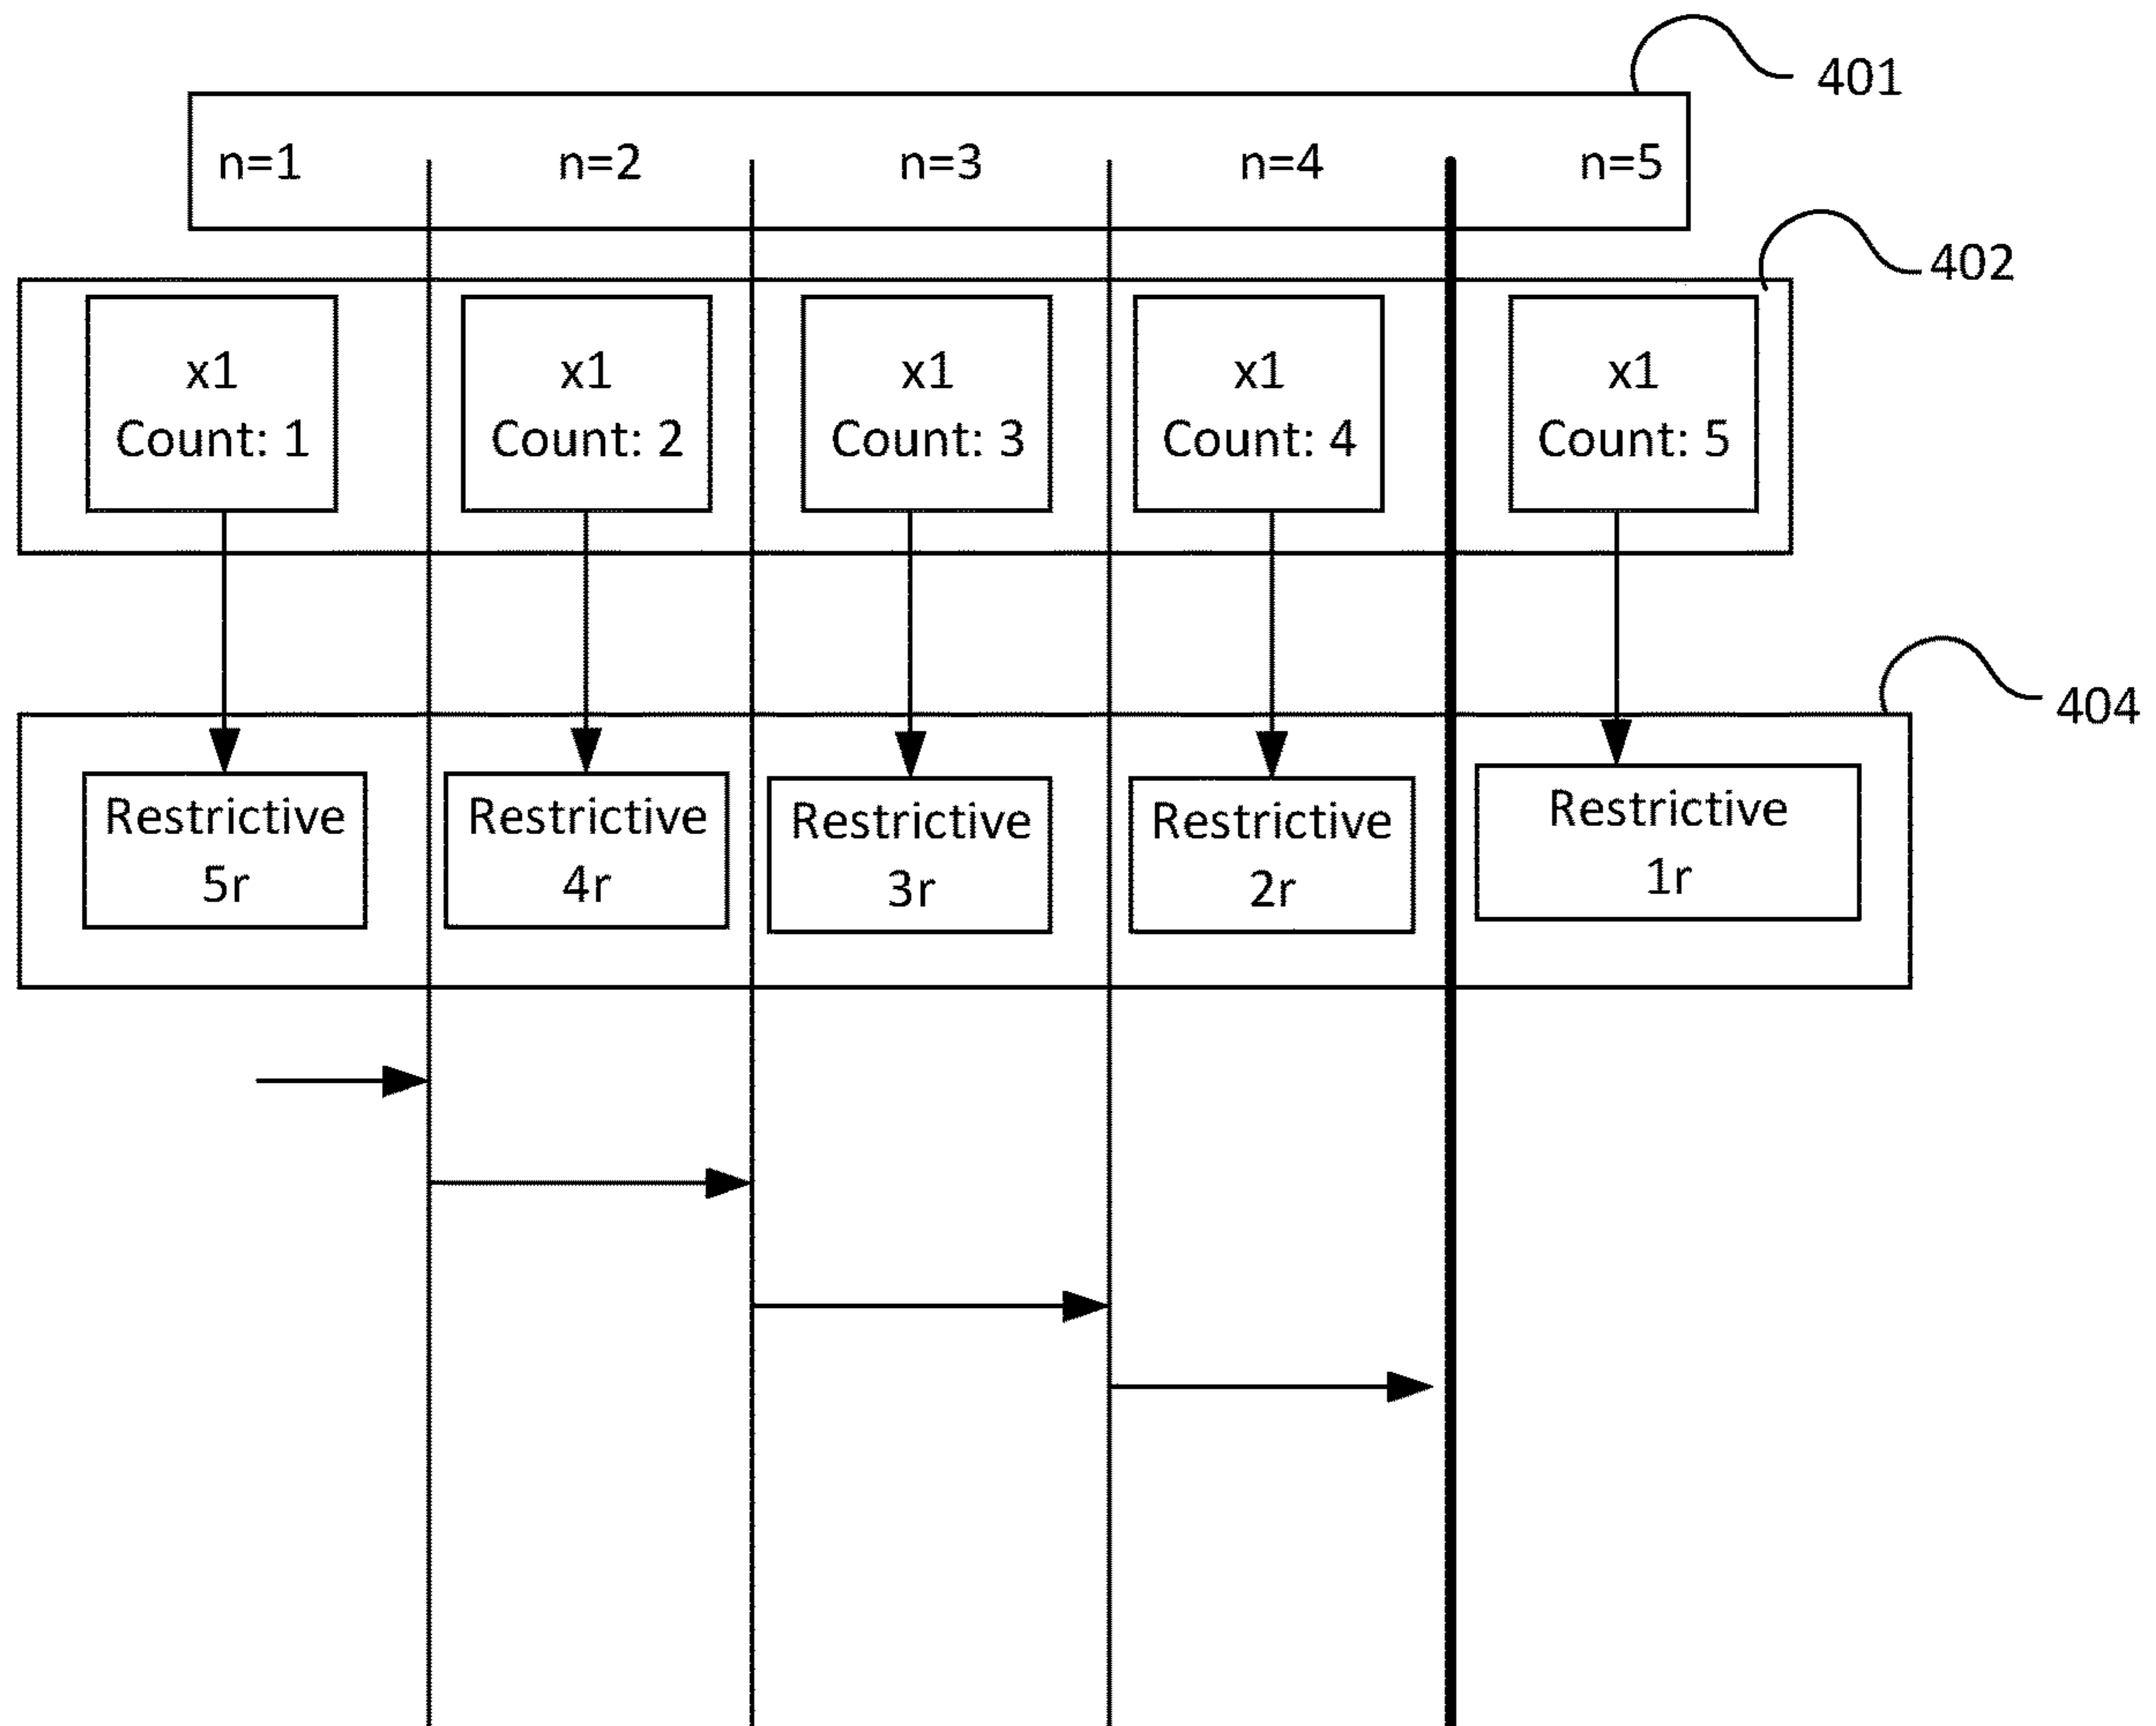 401
n=1 n=2 n=3 n=4 n=5
402
x1 x1 x1 x1 x1
Count: 1 Count: 2 Count: 3 Count: 4 Count: 5
404
Restrictive Restrictive Restrictive Restrictive Restrictive
5r 4r 3r 2r 1r